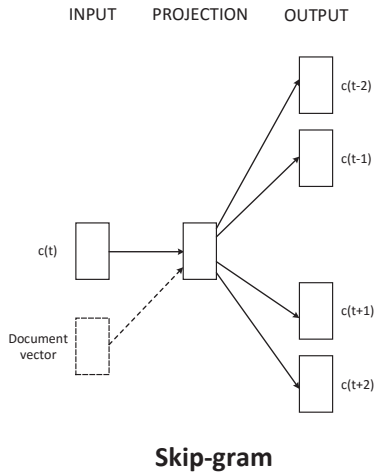 INPUT PROJECTION OUTPUT
c(t-2)
c(t-1)
c(t)
c(t+1)
Document
vector
c(t+2)
Skip-gram